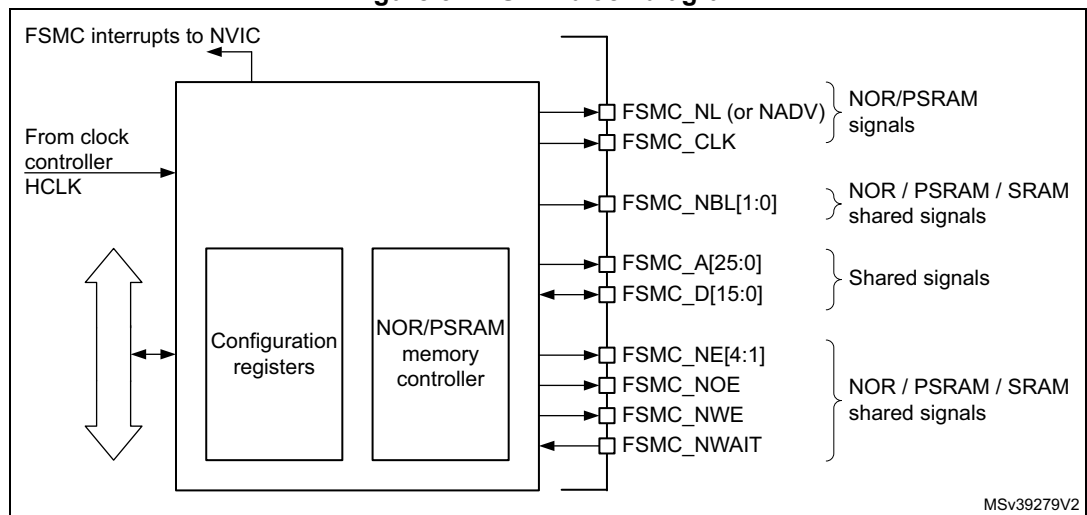 FSMC interrupts to NVIC
From clock
controller
HCLK
Configuration
registers
NOR/PSRAM
memory
controller
FSMC_NL (or NADV)
FSMC_CLK
NOR/PSRAM
signals
FSMC_NBL[1:0]
NOR / PSRAM / SRAM
shared signals
FSMC_A[25:0]
FSMC_D[15:0]
Shared signals
FSMC_NE[4:1]
FSMC_NOE
FSMC_NWE
FSMC_NWAIT
NOR / PSRAM / SRAM
shared signals
MSv39279V2